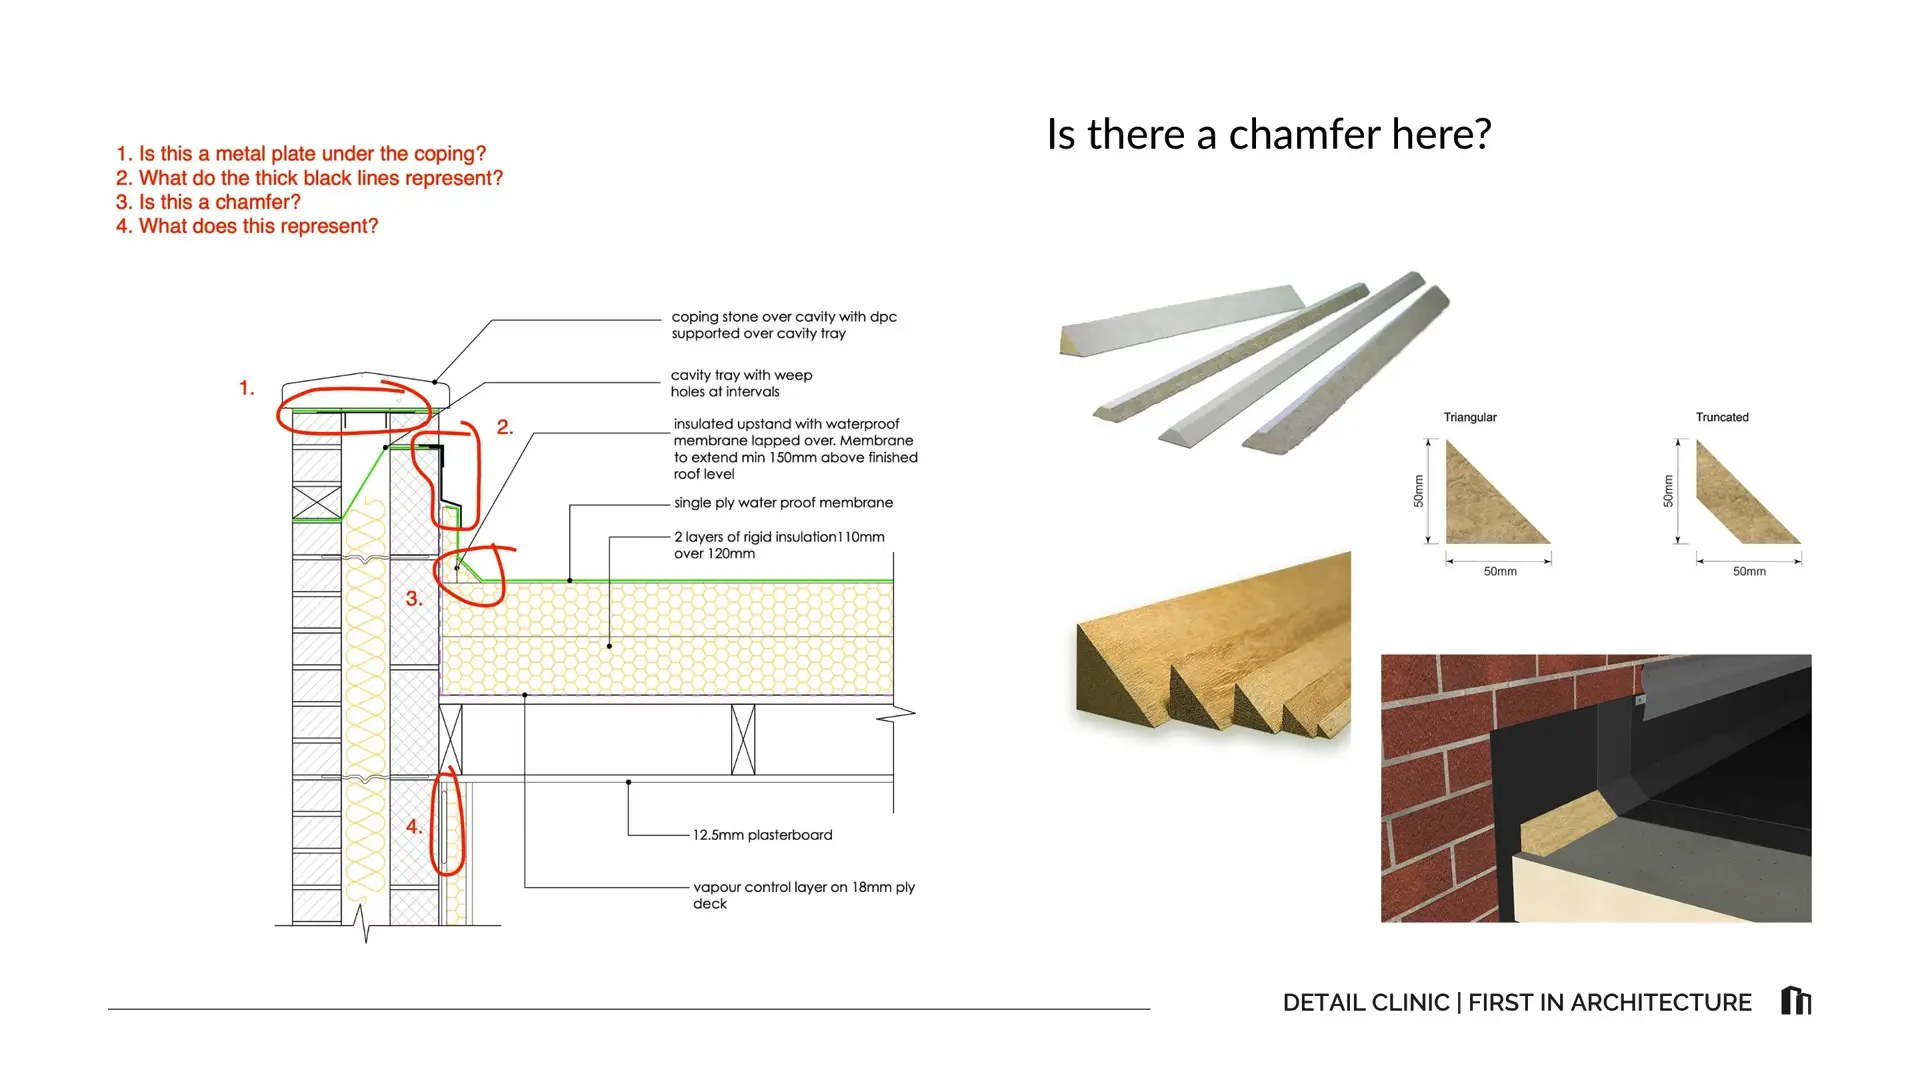 Is there a chamfer here?
1. Is this a metal plate under the coping?
2. What do the thick black lines represent?
3. Is this a chamfer?
4. What does this represent?
coping stone over cavity with dpc
supported over cavity tray
1.
cavity tray with weep
holes at intervals
2.
insulated upstand with waterproof
membrane lapped over. Membrane
to extend min 150mm above finished
roof level
single ply water proof membrane
2 layers of rigid insulation110mm
over 120mm
3.
4.
12.5mm plasterboard
vapour control layer on 18mm ply
deck
Triangular
50mm
50mm
Truncated
50mm
50mm
DETAIL CLINIC | FIRST IN ARCHITECTURE